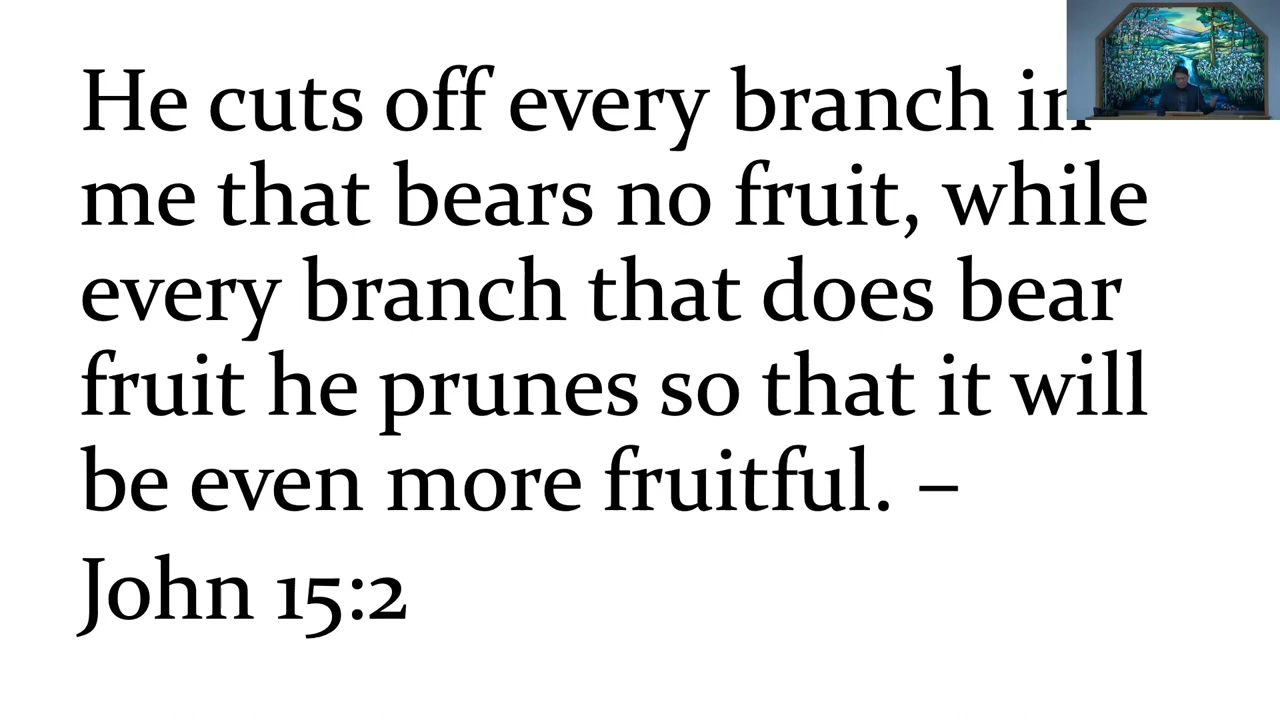 He cuts off every branch in
me that bears no fruit, while
every branch that does bear
fruit he prunes so that it will
be even more fruitful. –
John 15:2